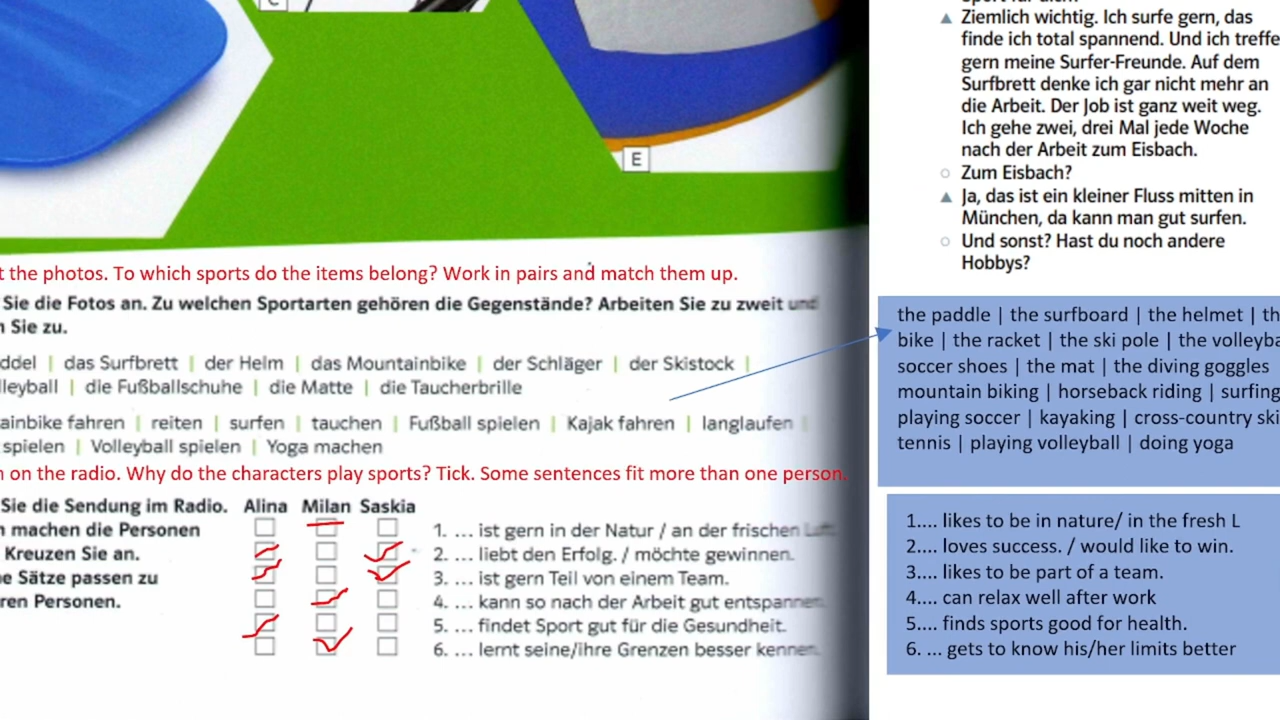 E
t the photos. To which sports do the items belong? Work in pairs and match them up.
Sie die Fotos an. Zu welchen Sportarten gehören die Gegenstände? Arbeiten Sie zu zweit und
n Sie zu.
ddel | das Surfbrett | der Helm | das Mountainbike | der Schläger | der Skistock |
lleyball | die Fußballschuhe | die Matte | die Taucherbrille
ainbike fahren | reiten | surfen | tauchen | Fußball spielen | Kajak fahren | langlaufen |
spielen | Volleyball spielen | Yoga machen
n on the radio. Why do the characters play sports? Tick. Some sentences fit more than one person.
Sie die Sendung im Radio. Alina Milan Saskia
n machen die Personen
Kreuzen Sie an.
e Sätze passen zu
ren Personen.
1. ... ist gern in der Natur / an der frischen Luft.
2. ... liebt den Erfolg. / möchte gewinnen.
3. ... ist gern Teil von einem Team.
4. ... kann so nach der Arbeit gut entspannen.
5. ... findet Sport gut für die Gesundheit.
6. ... lernt seine/ihre Grenzen besser kennen.
Ziemlich wichtig. Ich surfe gern, das
finde ich total spannend. Und ich treffe
gern meine Surfer-Freunde. Auf dem
Surfbrett denke ich gar nicht mehr an
die Arbeit. Der Job ist ganz weit weg.
Ich gehe zwei, drei Mal jede Woche
nach der Arbeit zum Eisbach.
Zum Eisbach?
Ja, das ist ein kleiner Fluss mitten in
München, da kann man gut surfen.
Und sonst? Hast du noch andere
Hobbys?
the paddle | the surfboard | the helmet | th
bike | the racket | the ski pole | the volleyba
soccer shoes | the mat | the diving goggles
mountain biking | horseback riding | surfing
playing soccer | kayaking | cross-country ski
tennis | playing volleyball | doing yoga
1.... likes to be in nature/ in the fresh L
2.... loves success. / would like to win.
3.... likes to be part of a team.
4.... can relax well after work
5.... finds sports good for health.
6. ... gets to know his/her limits better